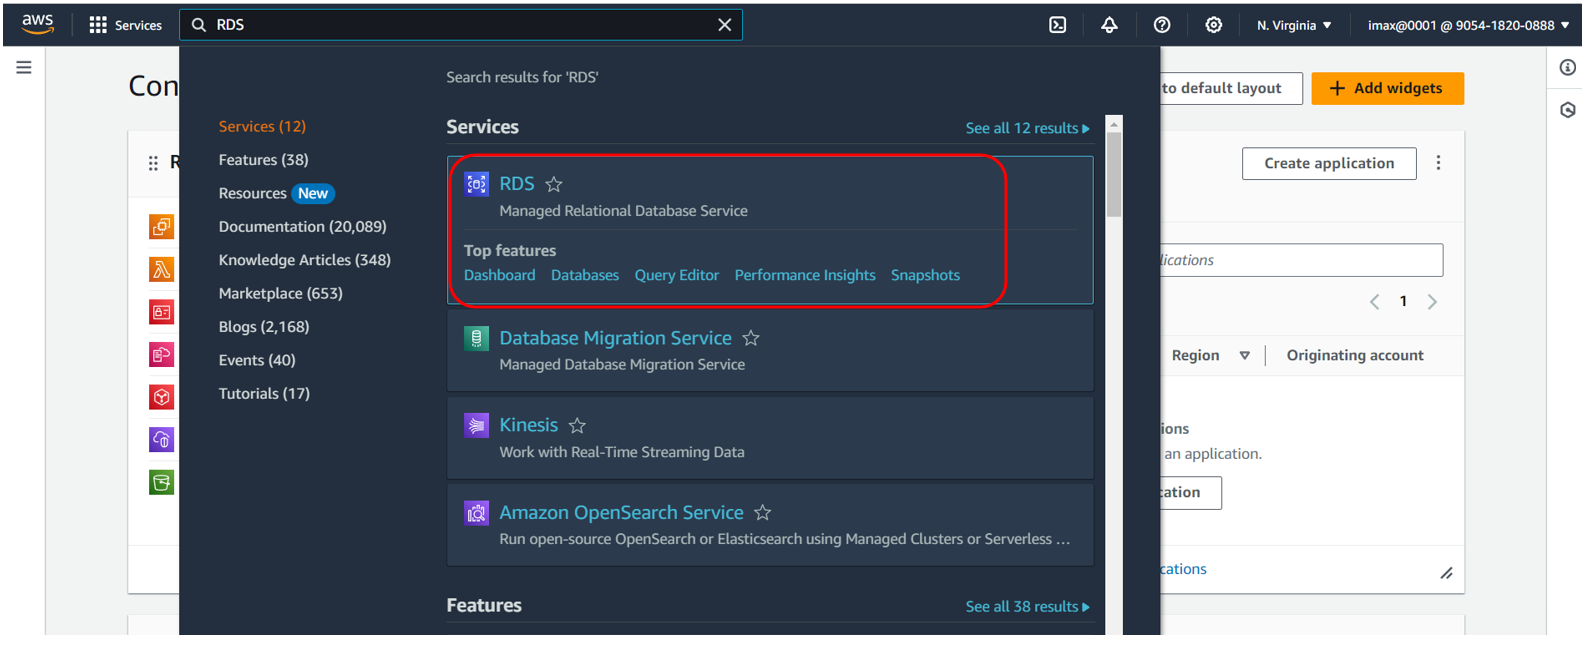 aws
Services
RDS
N. Virginia
imax@0001 @ 9054-1820-0888
Con
to default layout
+ Add widgets
Search results for 'RDS'
Services (12)
Features (38)
Resources New
Documentation (20,089)
Knowledge Articles (348)
Marketplace (653)
Blogs (2,168)
Events (40)
Tutorials (17)
Services
See all 12 results
RDS
Managed Relational Database Service
Top features
Dashboard Databases Query Editor Performance Insights Snapshots
Database Migration Service
Managed Database Migration Service
Kinesis
Work with Real-Time Streaming Data
Amazon OpenSearch Service
Run open-source OpenSearch or Elasticsearch using Managed Clusters or Serverless ...
Features
See all 38 results
R
Create application
lications
1
Region
Originating account
ions
an application.
cation
cations